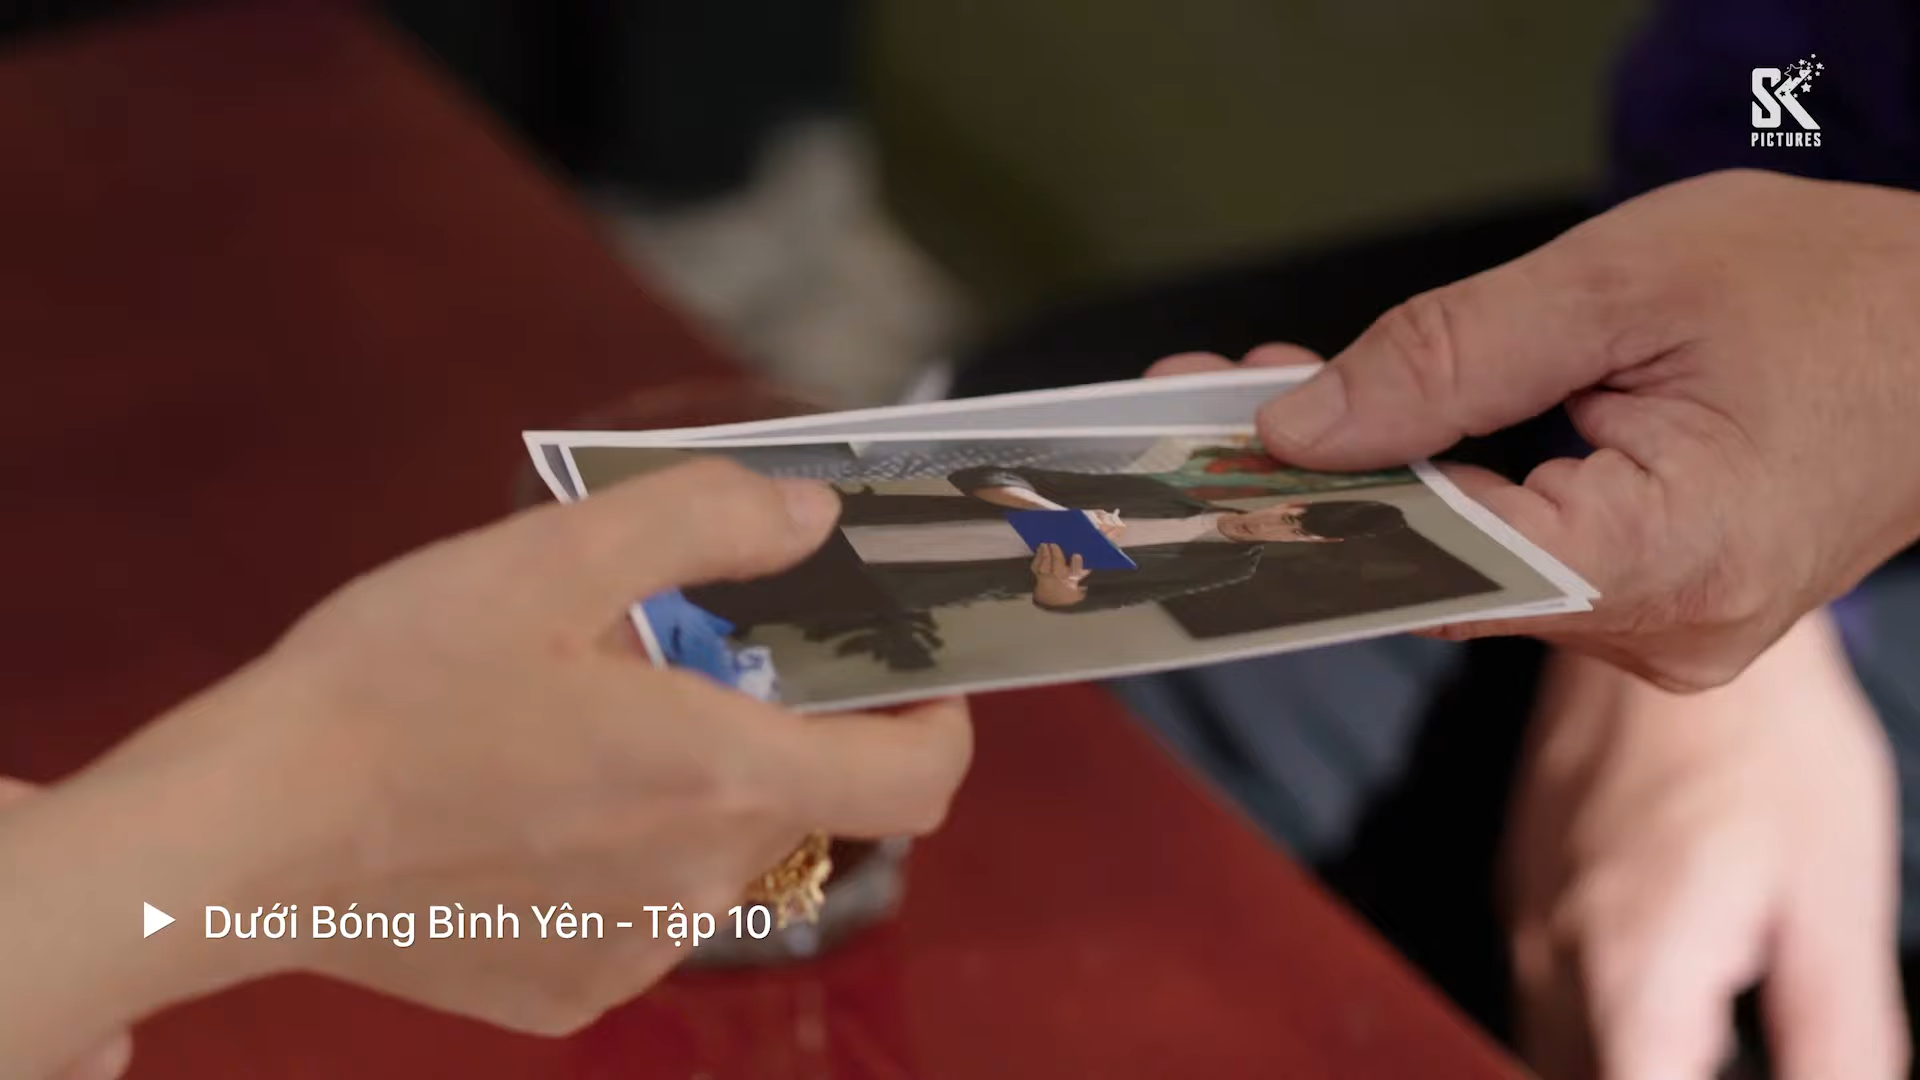 SK
PICTURES
Dưới Bóng Bình Yên - Tập 10